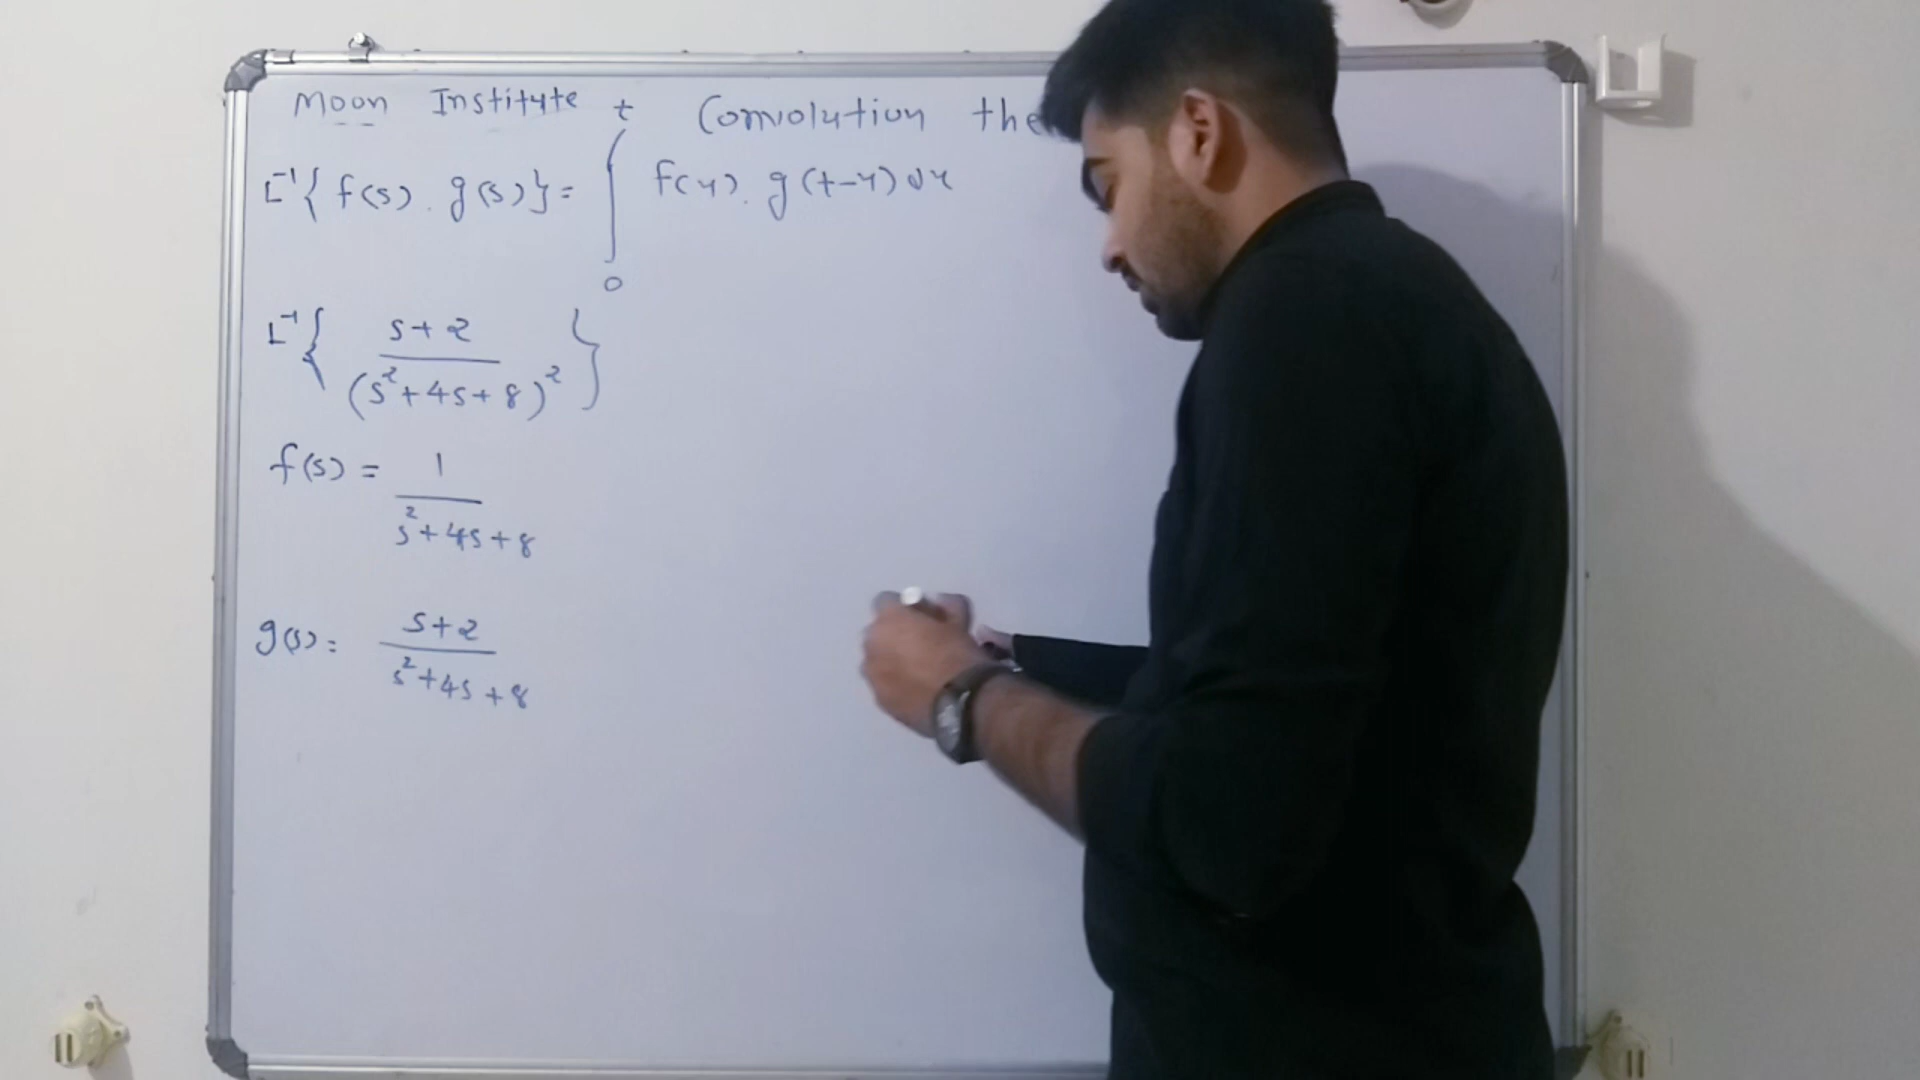 Moon Institute
Convolution the
L⁻¹{ f(s) . g(s) } = ∫₀ᵗ f(u) . g(t-u) du
L⁻¹{ s+2 / (s²+4s+8)² }
f(s) = 1 / s²+4s+8
g(s) = s+2 / s²+4s+8